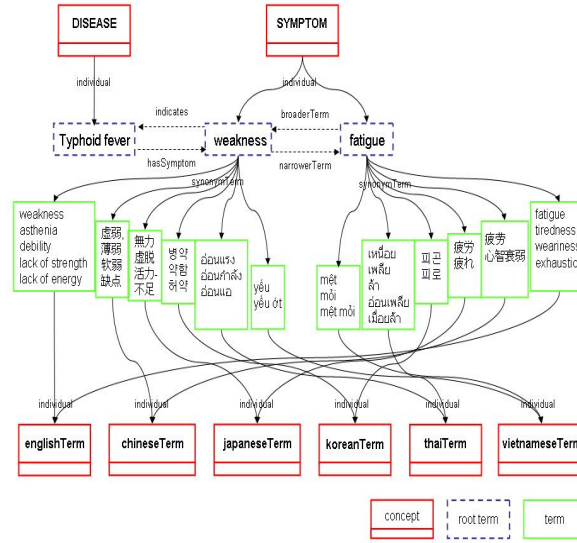 DISEASE
SYMPTOM
individual
individual
Typhoid fever
indicates
hasSymptom
weakness
broaderTerm
narrowerTerm
fatigue
synonymTerm
synonymTerm
weakness
asthenia
debility
lack of strength
lack of energy
虚弱,
薄弱
软弱
缺点
無力
虚脱
活力-
不足
병약
약함
허약
อ่อนแรง
อ่อนกำลัง
อ่อนแอ
yếu
yếu ớt
mệt
mỏi
mệt mỏi
เหนื่อย
เพลีย
ล้า
อ่อนเพลีย
เมื่อยล้า
피곤
피로
疲労
疲れ
疲劳
心智衰弱
fatigue
tiredness
weariness
exhaustic
individual
individual
individual
individual
individual
individual
englishTerm
chineseTerm
japaneseTerm
koreanTerm
thaiTerm
vietnameseTerm
concept
root term
term